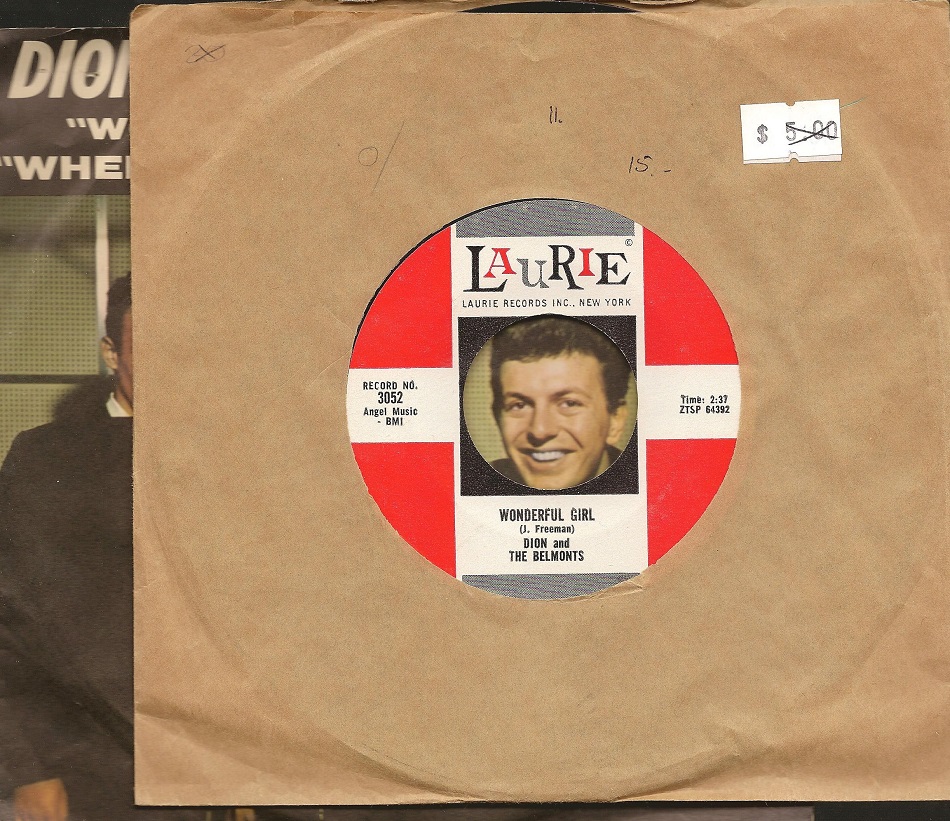 DIO
"W
"WHE
11.
15.-
$ 5.00
LAURIE ©
LAURIE RECORDS INC., NEW YORK
RECORD NO.
3052
Angel Music
- BMI
Time: 2:37
ZTSP 64392
WONDERFUL GIRL
(J. Freeman)
DION and
THE BELMONTS